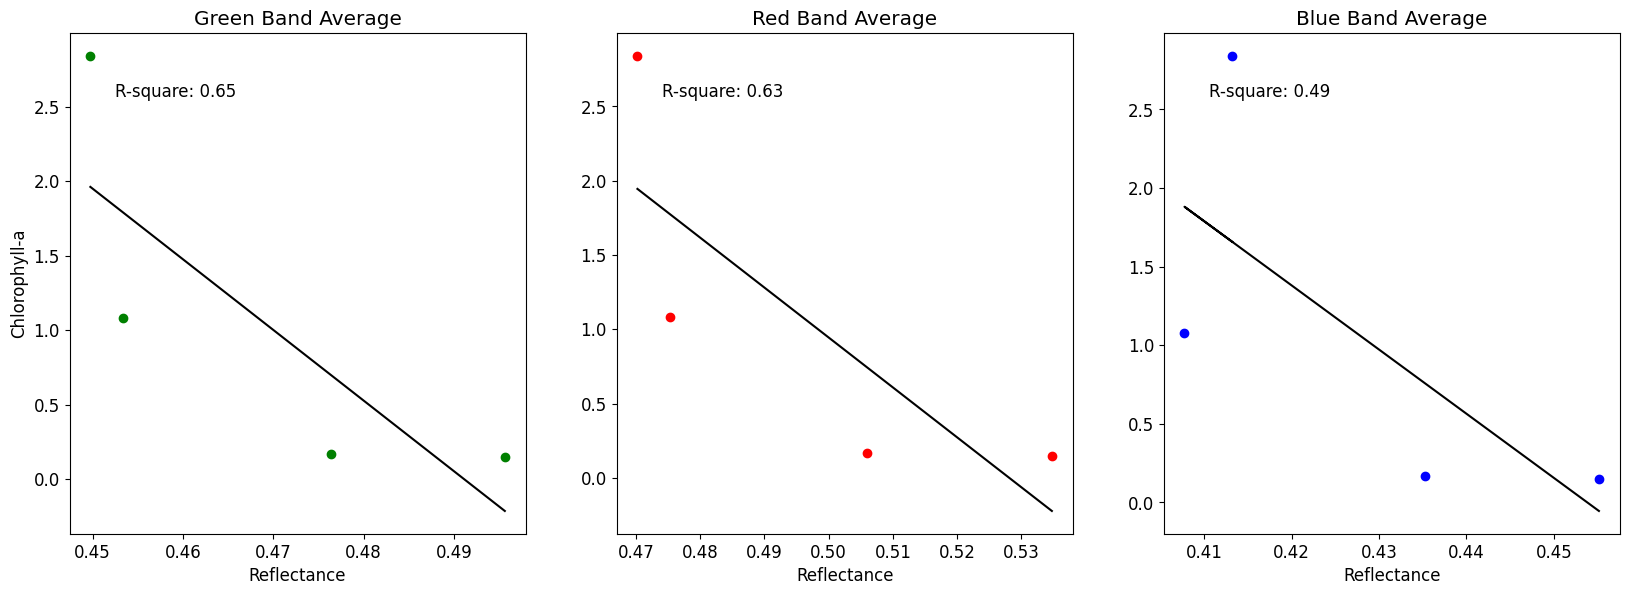 Green Band Average
R-square: 0.65
2.5
2.0
1.5
1.0
0.5
0.0
Chlorophyll-a
0.45 0.46 0.47 0.48 0.49
Reflectance
Red Band Average
R-square: 0.63
2.5
2.0
1.5
1.0
0.5
0.0
0.47 0.48 0.49 0.50 0.51 0.52 0.53
Reflectance
Blue Band Average
R-square: 0.49
2.5
2.0
1.5
1.0
0.5
0.0
0.41 0.42 0.43 0.44 0.45
Reflectance